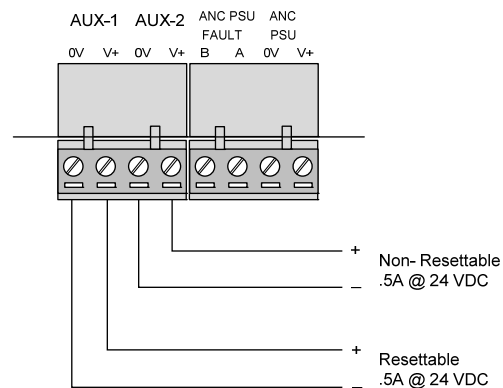 AUX-1 AUX-2 ANC PSU FAULT ANC PSU
0V V+ 0V V+ B A 0V V+
+ Non- Resettable
– .5A @ 24 VDC
+ Resettable
– .5A @ 24 VDC